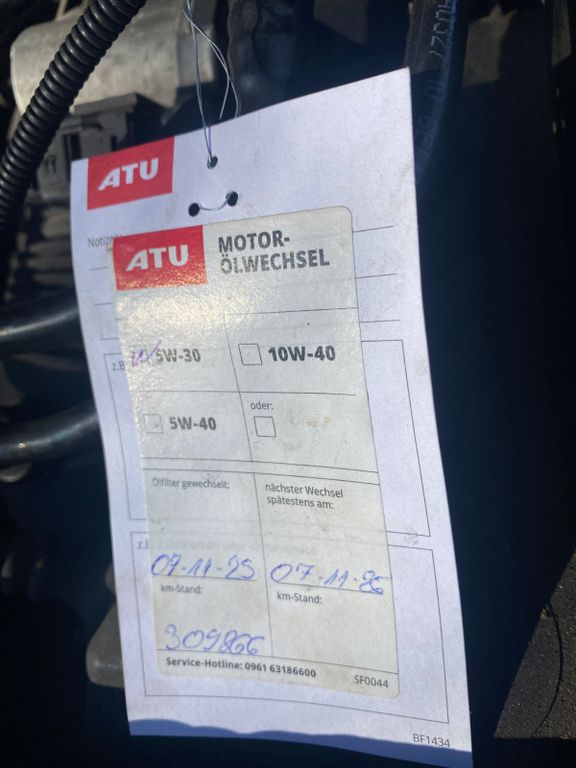 ATU
Notizen:
ATU
MOTOR-
ÖLWECHSEL
z.B.
5W-30
10W-40
5W-40
oder:
Ölfilter gewechselt:
nächster Wechsel
spätestens am:
07-11-25
07-11-26
km-Stand:
km-Stand:
309866
Service-Hotline: 0961 63186600
SF0044
BF1434